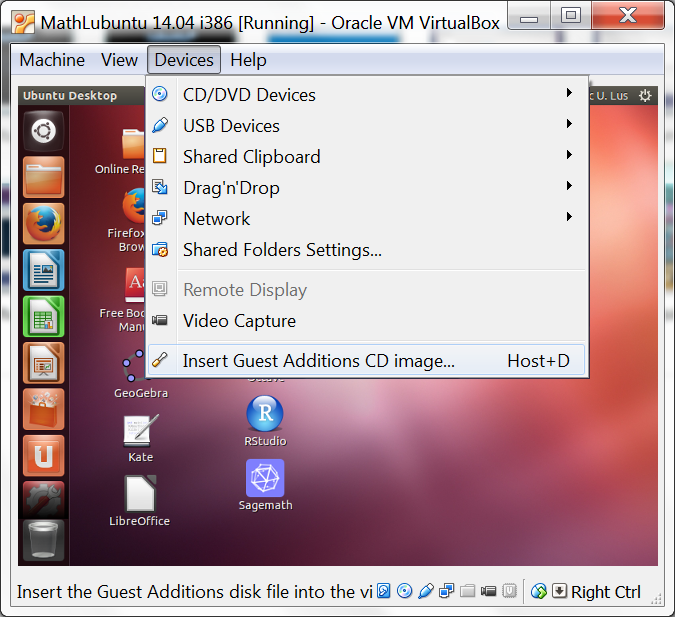 MathLubuntu 14.04 i386 [Running] - Oracle VM VirtualBox
Machine View Devices Help
Ubuntu Desktop
U. Lus
CD/DVD Devices
USB Devices
Shared Clipboard
Drag'n'Drop
Network
Shared Folders Settings...
Remote Display
Video Capture
Insert Guest Additions CD image... Host+D
Online Re
Firefox
Brow
Free Boo
Manu
GeoGebra
Kate
LibreOffice
RStudio
Sagemath
Insert the Guest Additions disk file into the vi
Right Ctrl